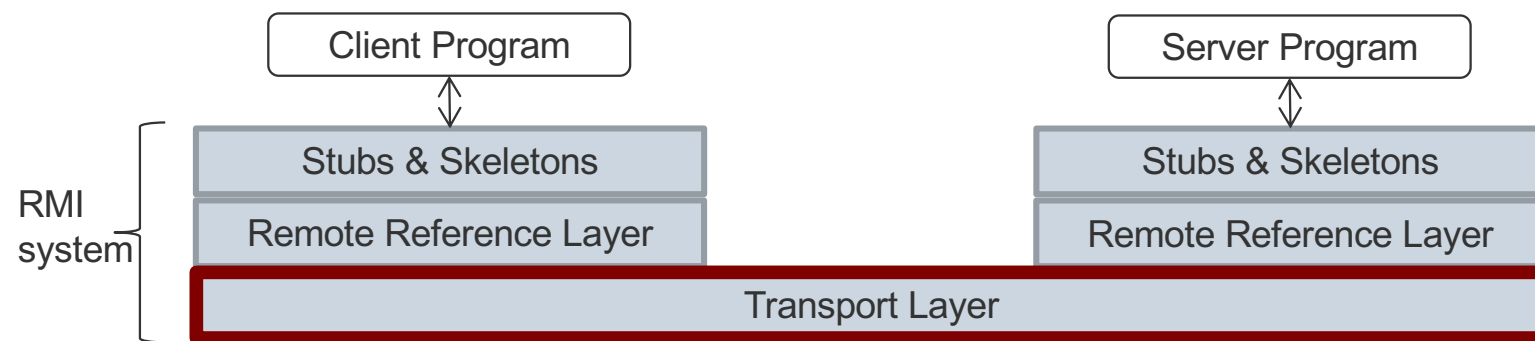 Client Program
Server Program
Stubs & Skeletons
Stubs & Skeletons
RMI
system
Remote Reference Layer
Remote Reference Layer
Transport Layer